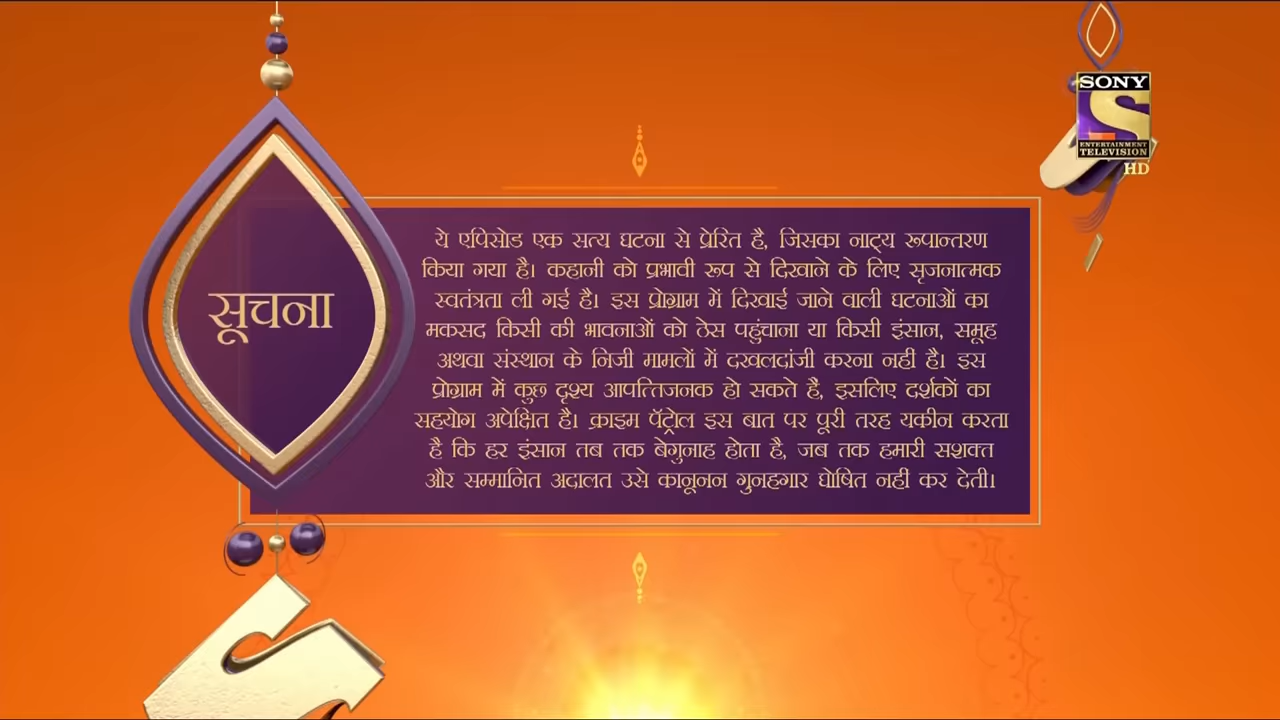 सूचना
ये एपिसोड एक सत्य घटना से प्रेरित है, जिसका नाट्य रूपान्तरण
किया गया है। कहानी को प्रभावी रूप से दिखाने के लिए सृजनात्मक
स्वतंत्रता ली गई है। इस प्रोग्राम में दिखाई जाने वाली घटनाओं का
मकसद किसी की भावनाओं को ठेस पहुंचाना या किसी इंसान, समूह
अथवा संस्थान के निजी मामलों में दखलदांजी करना नहीं है। इस
प्रोग्राम में कुछ दृश्य आपत्तिजनक हो सकते हैं, इसलिए दर्शकों का
सहयोग अपेक्षित है। क्राइम पॅट्रोल इस बात पर पूरी तरह यकीन करता
है कि हर इंसान तब तक बेगुनाह होता है, जब तक हमारी सशक्त
और सम्मानित अदालत उसे कानूनन गुनहगार घोषित नहीं कर देती।
SONY
S
ENTERTAINMENT
TELEVISION
HD